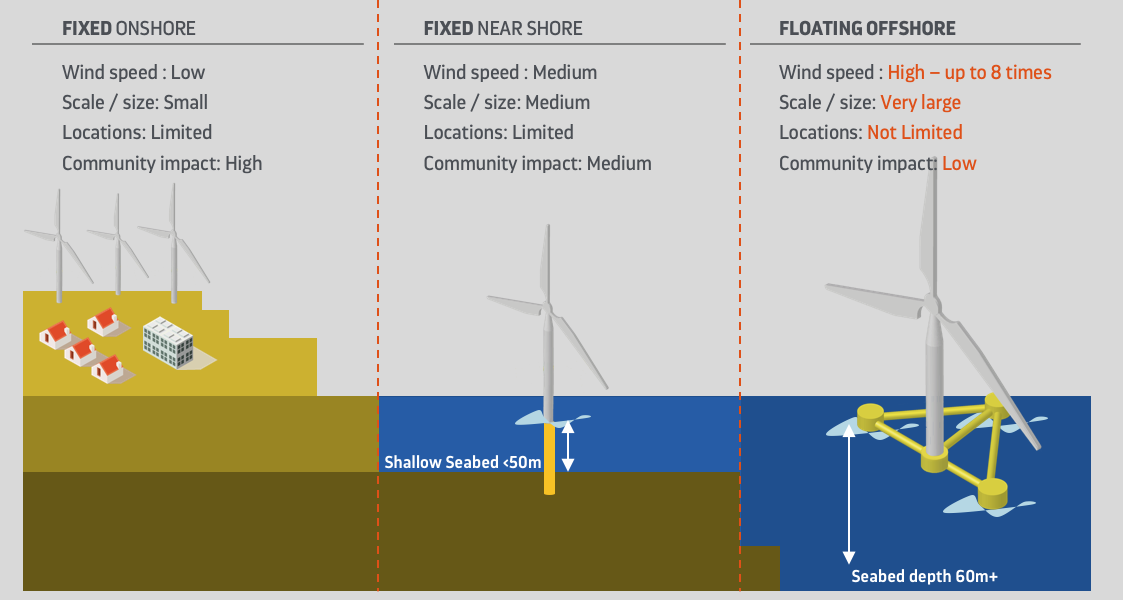 FIXED ONSHORE
Wind speed : Low
Scale / size: Small
Locations: Limited
Community impact: High
FIXED NEAR SHORE
Wind speed : Medium
Scale / size: Medium
Locations: Limited
Community impact: Medium
Shallow Seabed <50m
FLOATING OFFSHORE
Wind speed : High – up to 8 times
Scale / size: Very large
Locations: Not Limited
Community impact: Low
Seabed depth 60m+